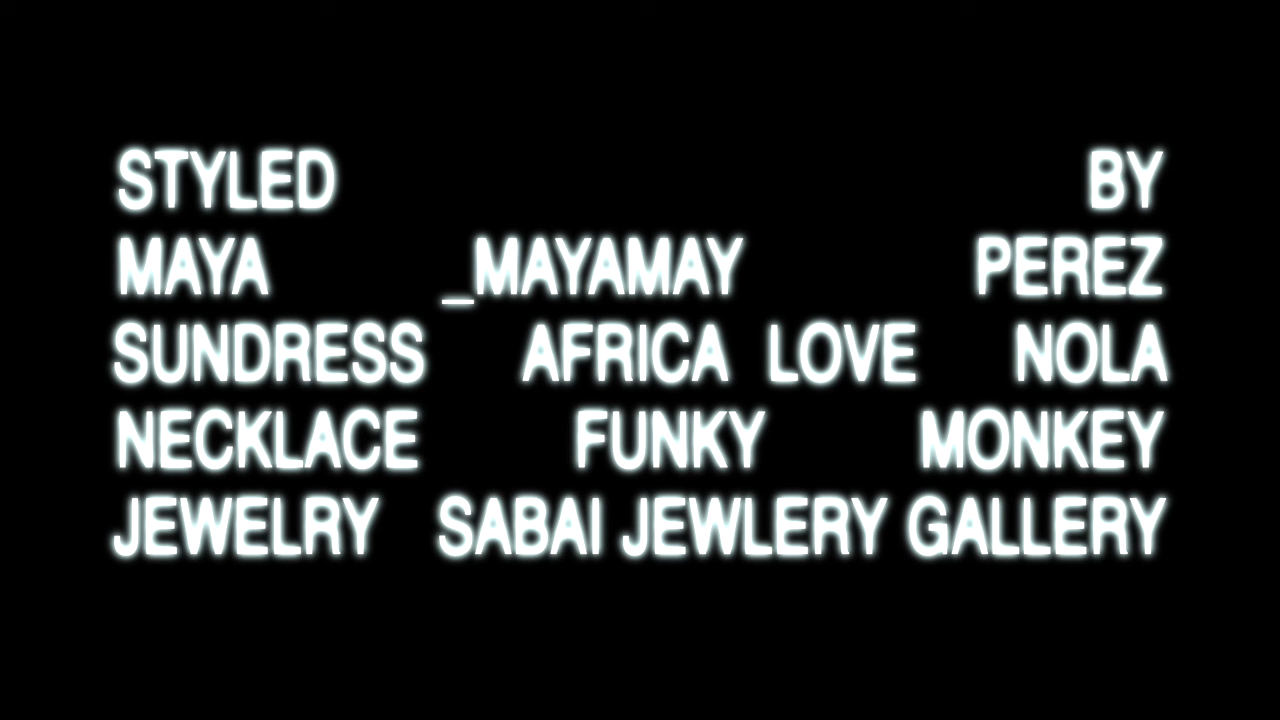 STYLED BY
MAYA _MAYAMAY PEREZ
SUNDRESS AFRICA LOVE NOLA
NECKLACE FUNKY MONKEY
JEWELRY SABAI JEWLERY GALLERY